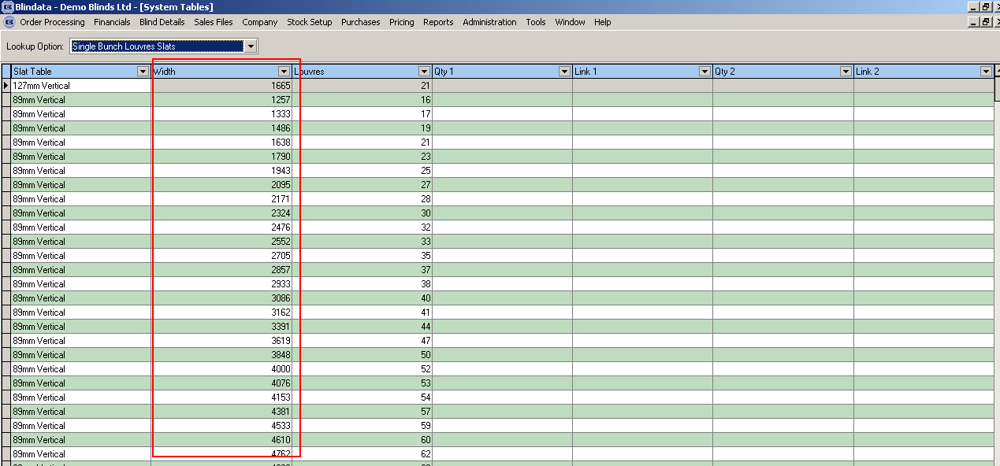 Blindata - Demo Blinds Ltd - [System Tables]
Order Processing Financials Blind Details Sales Files Company Stock Setup Purchases Pricing Reports Administration Tools Window Help
Lookup Option: Single Bunch Louvres Slats
Slat Table Width Louvres Qty 1 Link 1 Qty 2 Link 2
127mm Vertical 1665 21
89mm Vertical 1257 16
89mm Vertical 1333 17
89mm Vertical 1486 19
89mm Vertical 1638 21
89mm Vertical 1790 23
89mm Vertical 1943 25
89mm Vertical 2095 27
89mm Vertical 2171 28
89mm Vertical 2324 30
89mm Vertical 2476 32
89mm Vertical 2552 33
89mm Vertical 2705 35
89mm Vertical 2857 37
89mm Vertical 2933 38
89mm Vertical 3086 40
89mm Vertical 3162 41
89mm Vertical 3391 44
89mm Vertical 3619 47
89mm Vertical 3848 50
89mm Vertical 4000 52
89mm Vertical 4076 53
89mm Vertical 4153 54
89mm Vertical 4381 57
89mm Vertical 4533 59
89mm Vertical 4610 60
89mm Vertical 4762 62